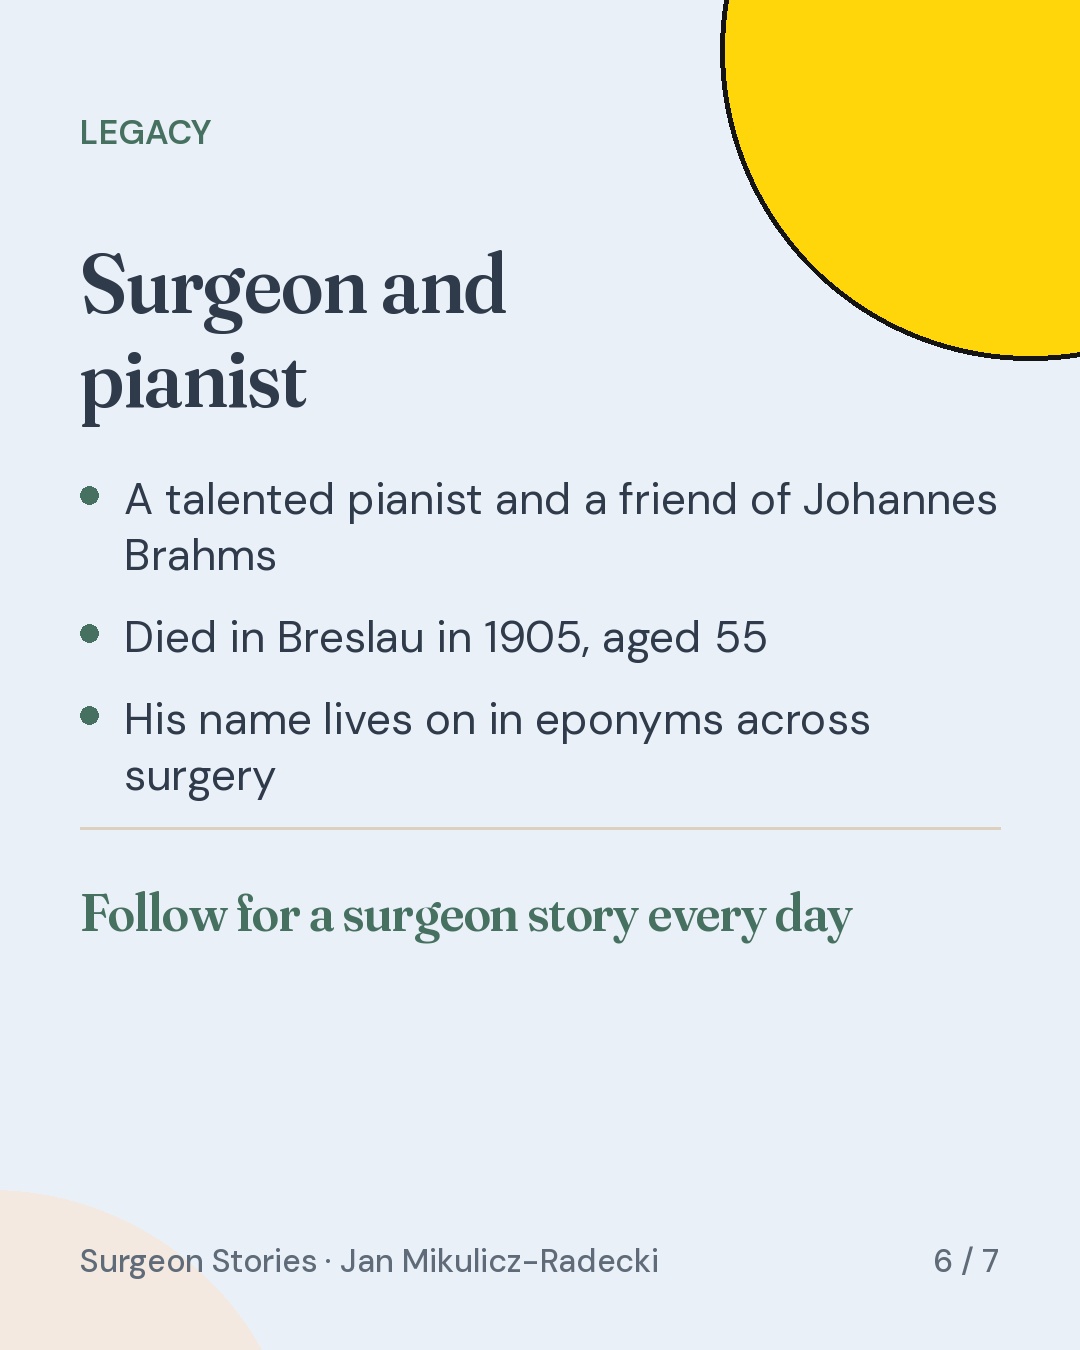 LEGACY
Surgeon and
pianist
A talented pianist and a friend of Johannes
Brahms
Died in Breslau in 1905, aged 55
His name lives on in eponyms across
surgery
Follow for a surgeon story every day
Surgeon Stories · Jan Mikulicz-Radecki
6 / 7